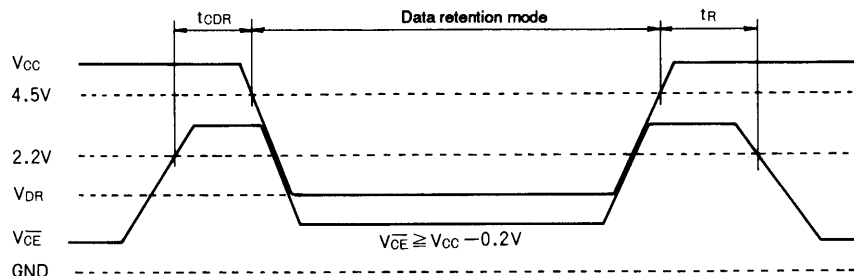 tCDR Data retention mode tR
VCC
4.5V
2.2V
VDR
VCE
VCE ≧ VCC −0.2V
GND